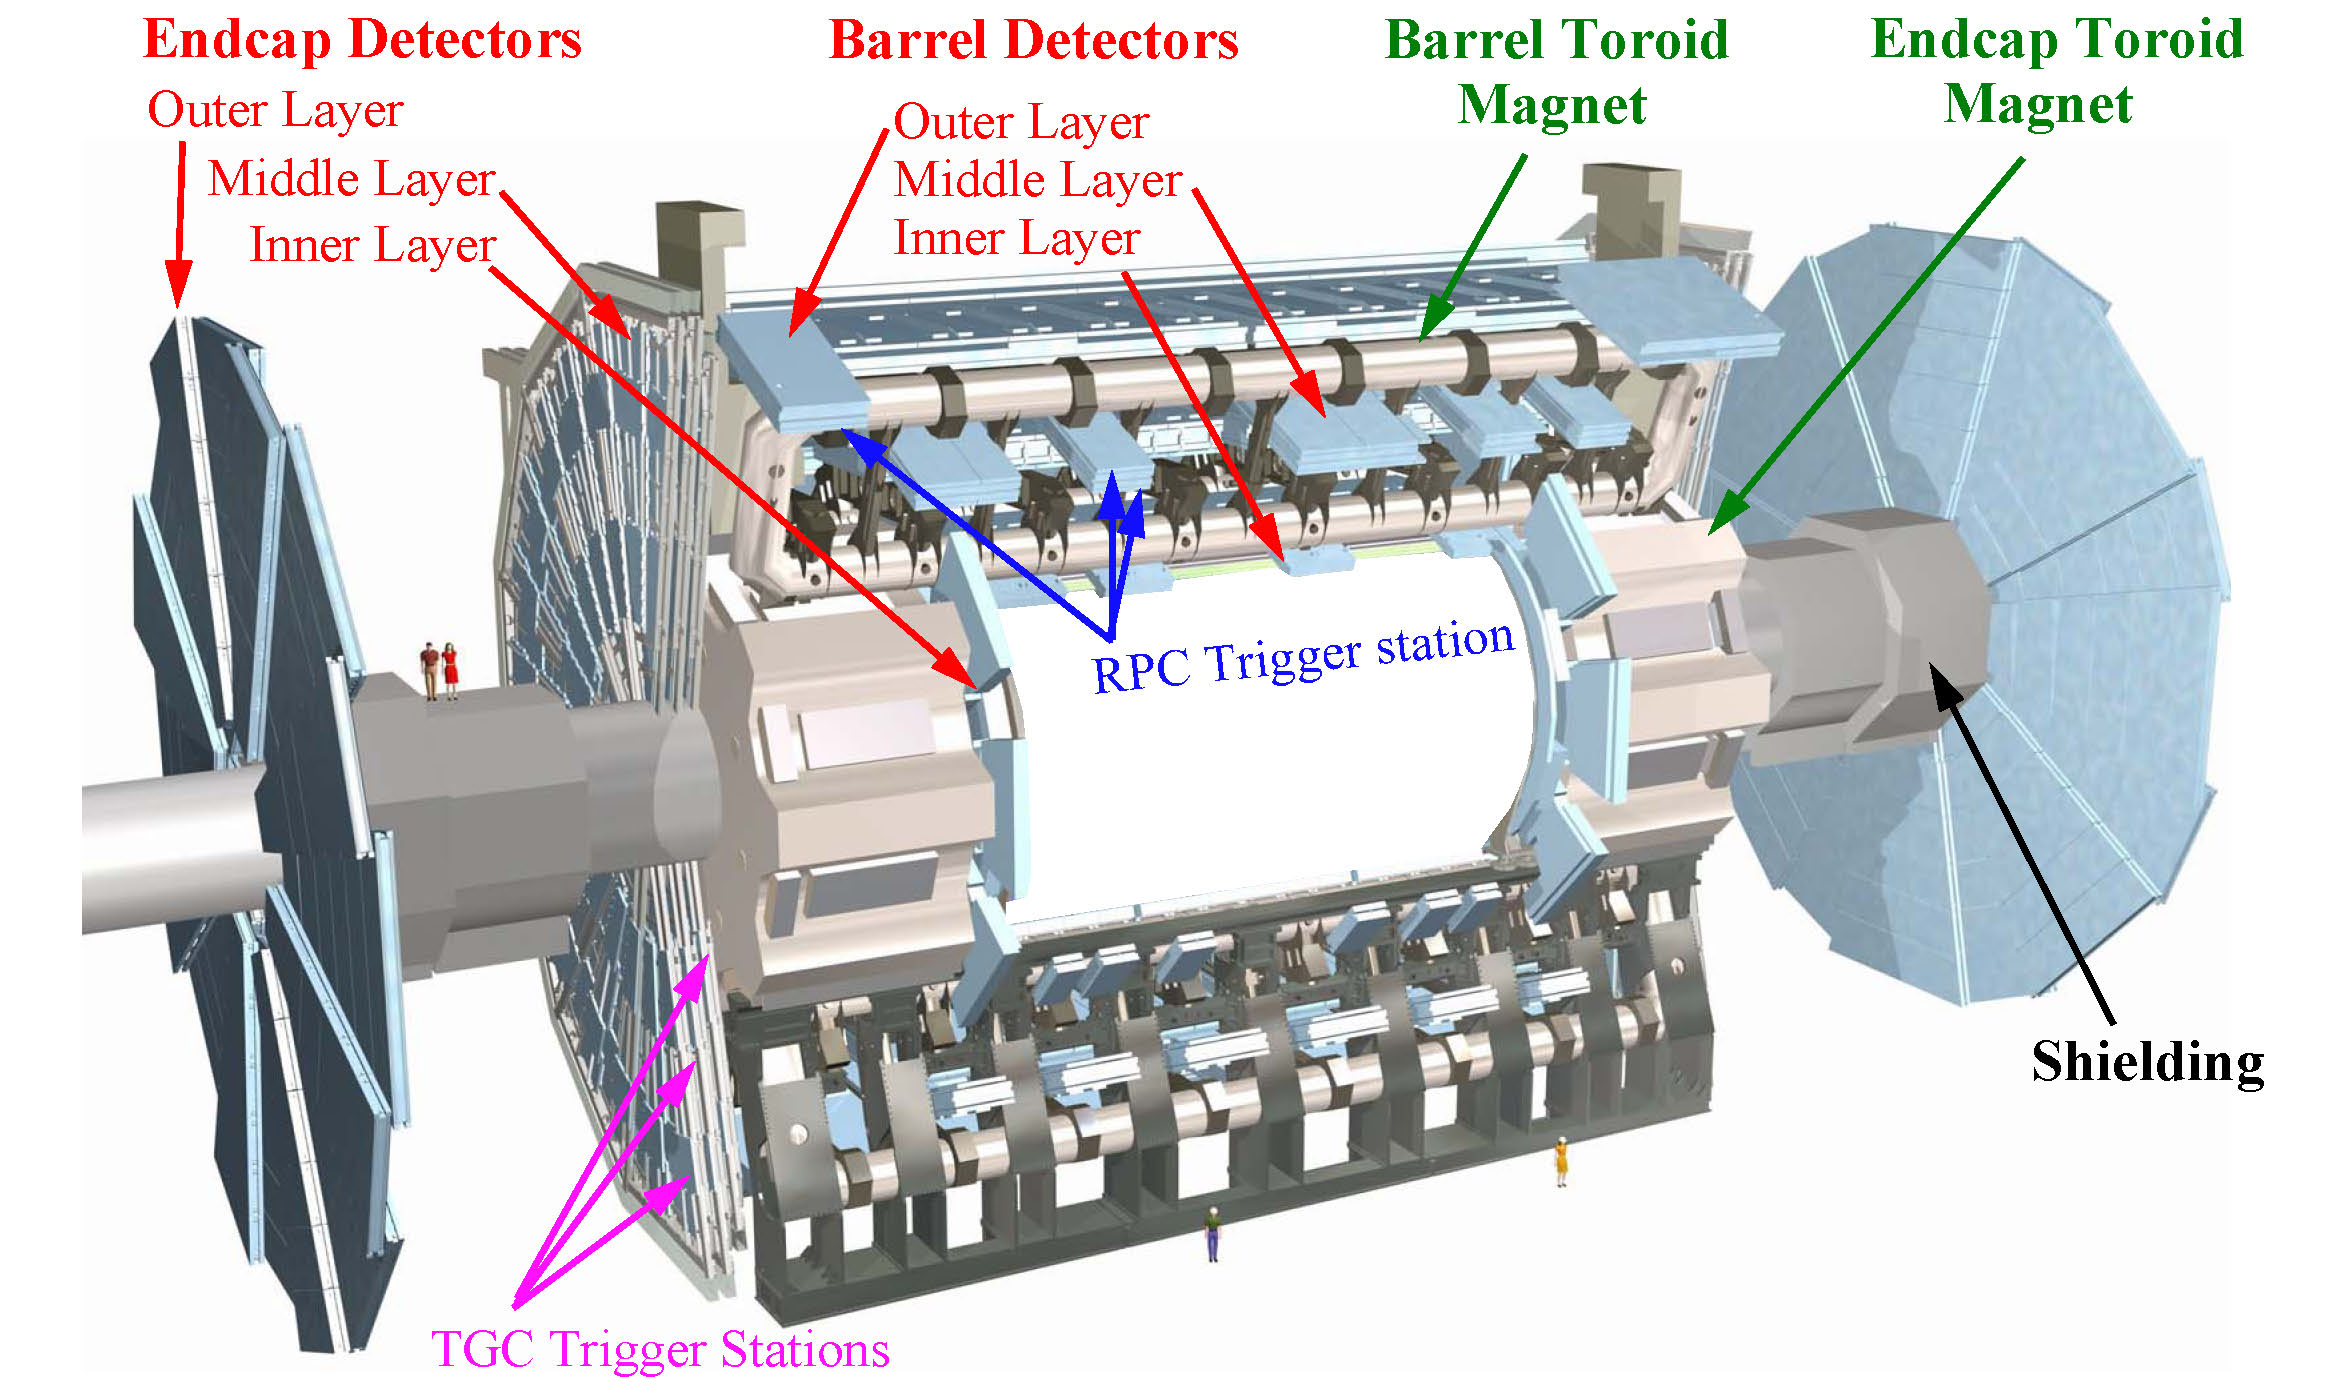 Endcap Detectors
Outer Layer
Middle Layer
Inner Layer
Barrel Detectors
Outer Layer
Middle Layer
Inner Layer
Barrel Toroid
Magnet
Endcap Toroid
Magnet
RPC Trigger station
Shielding
TGC Trigger Stations